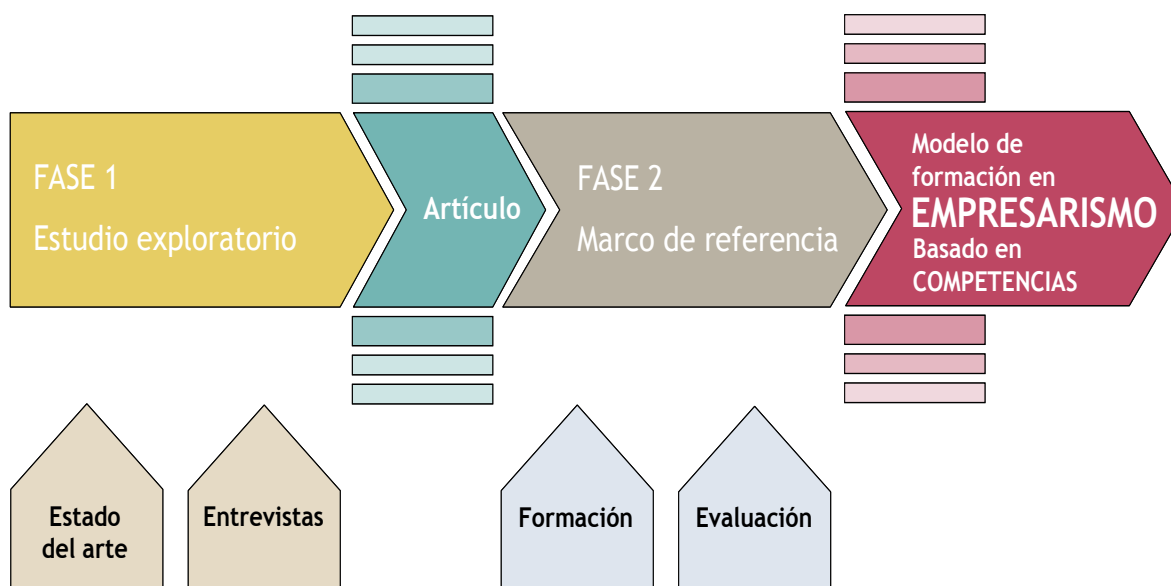 FASE 1
Estudio exploratorio
Artículo
FASE 2
Marco de referencia
Modelo de
formación en
EMPRESARISMO
Basado en
COMPETENCIAS
Estado
del arte
Entrevistas
Formación
Evaluación